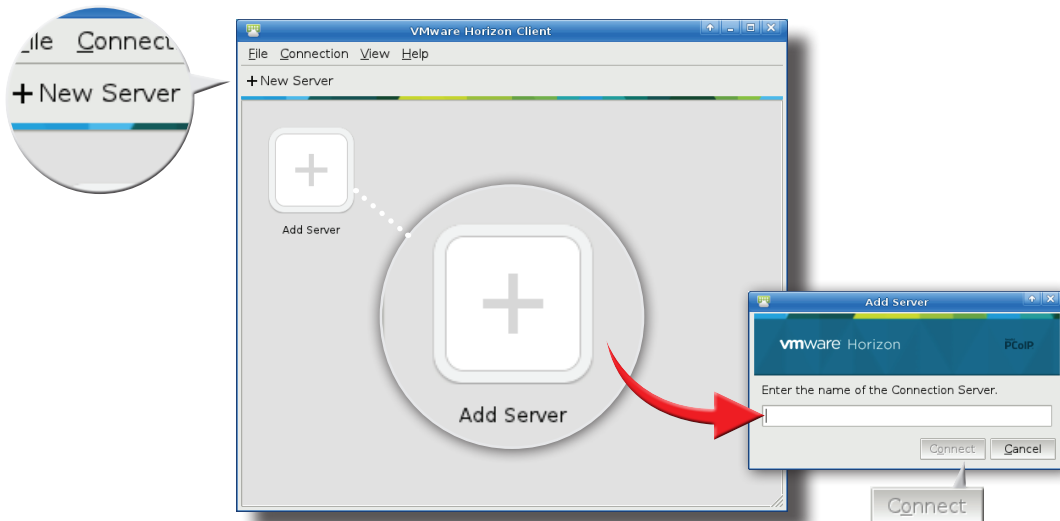 ile Connect
+ New Server
VMware Horizon Client
File Connection View Help
+ New Server
Add Server
Add Server
Add Server
vmware Horizon PCoIP
Enter the name of the Connection Server.
Connect Cancel
Connect